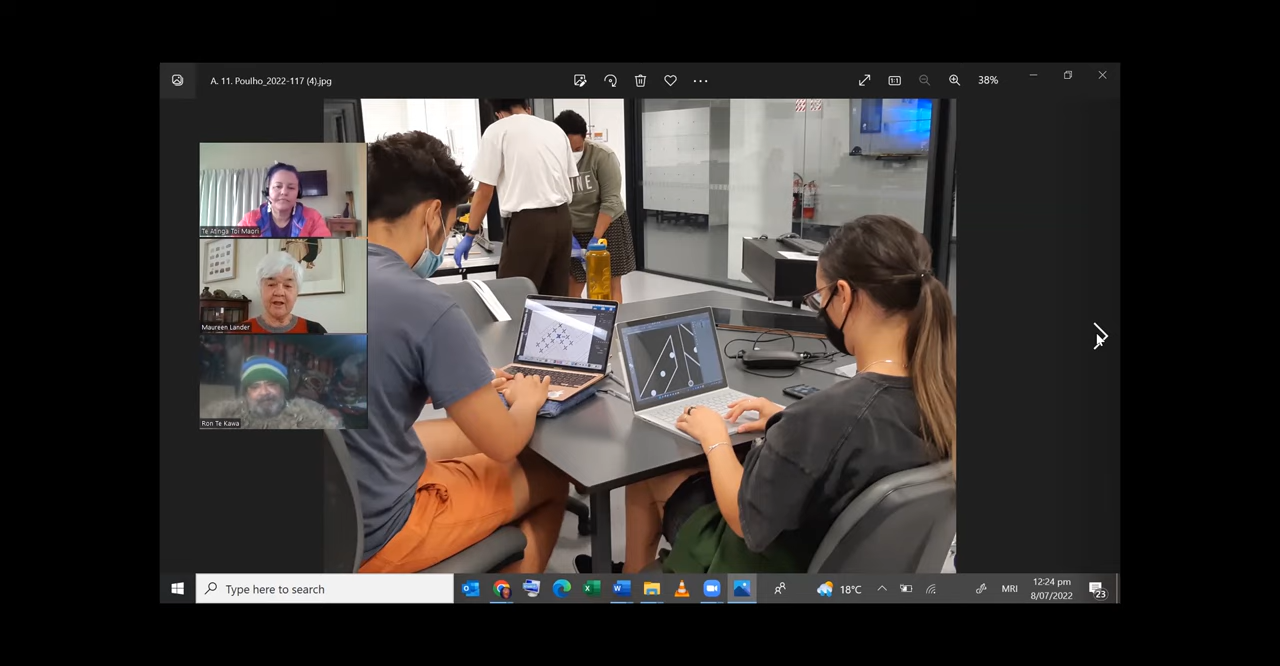 A. 11. Poulho_2022-117 (4).jpg
38%
Te Atinga Toi Maori
Maureen Lander
Ron Te Kawa
Type here to search
18°C
MRI
12:24 pm
8/07/2022
23